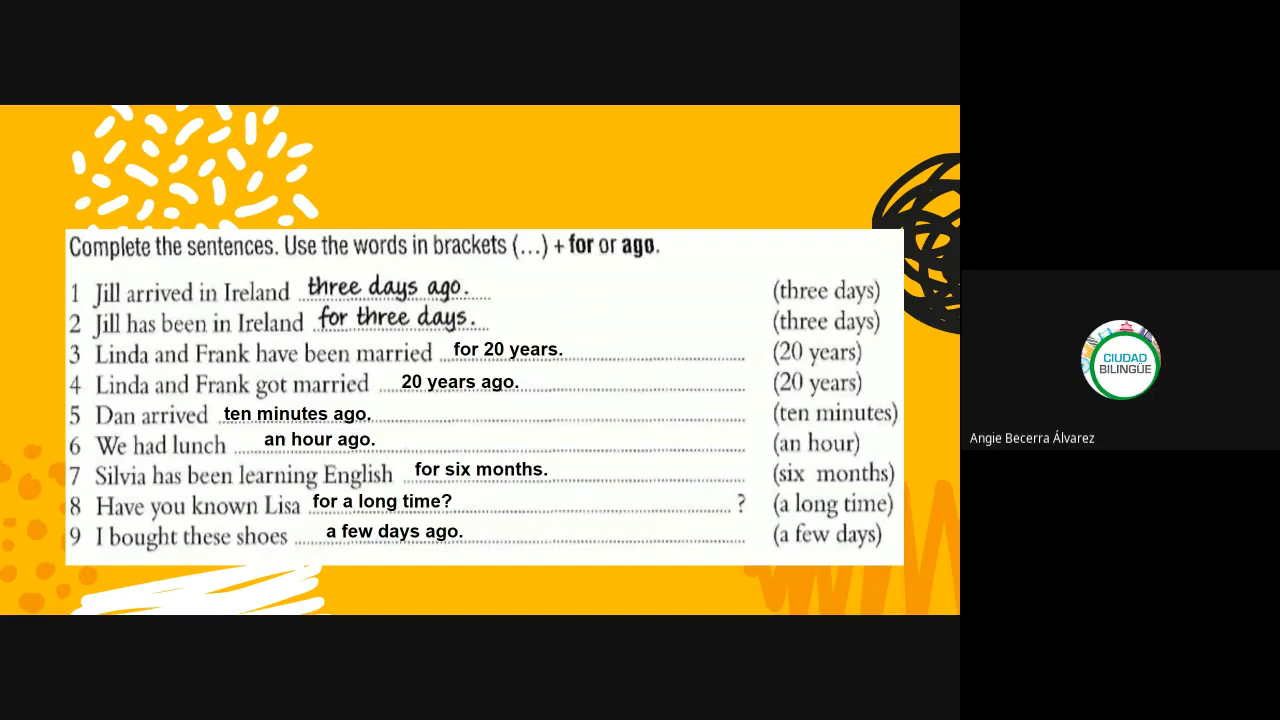 Complete the sentences. Use the words in brackets (...) + for or ago.
1 Jill arrived in Ireland three days ago. (three days)
2 Jill has been in Ireland for three days. (three days)
3 Linda and Frank have been married for 20 years. (20 years)
4 Linda and Frank got married 20 years ago. (20 years)
5 Dan arrived ten minutes ago. (ten minutes)
6 We had lunch an hour ago. (an hour)
7 Silvia has been learning English for six months. (six months)
8 Have you known Lisa for a long time? ? (a long time)
9 I bought these shoes a few days ago. (a few days)
CIUDAD
BILINGÜE
Angie Becerra Álvarez